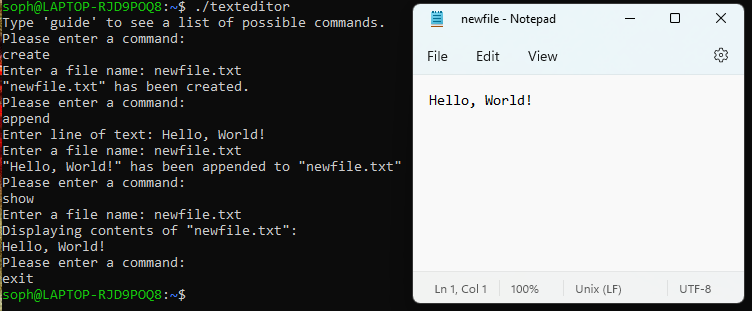 soph@LAPTOP-RJD9POQ8:~$ ./texteditor
Type 'guide' to see a list of possible commands.
Please enter a command:
create
Enter a file name: newfile.txt
"newfile.txt" has been created.
Please enter a command:
append
Enter line of text: Hello, World!
Enter a file name: newfile.txt
"Hello, World!" has been appended to "newfile.txt"
Please enter a command:
show
Enter a file name: newfile.txt
Displaying contents of "newfile.txt":
Hello, World!
Please enter a command:
exit
soph@LAPTOP-RJD9POQ8:~$
newfile - Notepad
File Edit View
Hello, World!
Ln 1, Col 1 100% Unix (LF) UTF-8